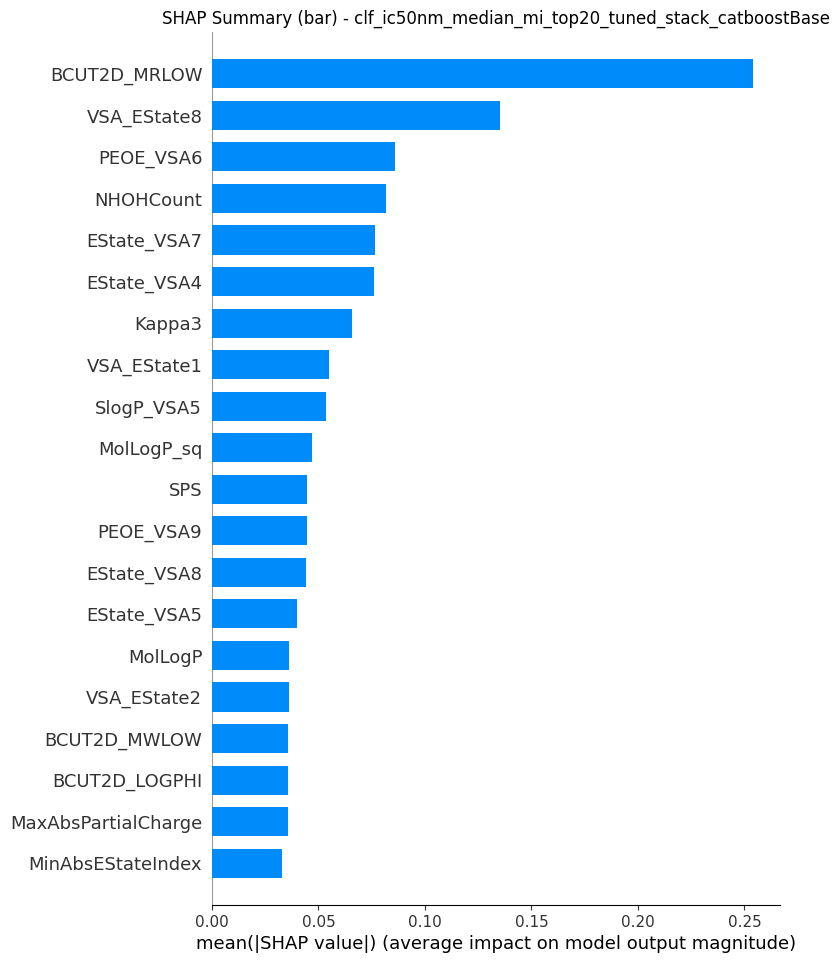 SHAP Summary (bar) - clf_ic50nm_median_mi_top20_tuned_stack_catboostBase
BCUT2D_MRLOW
VSA_EState8
PEOE_VSA6
NHOHCount
EState_VSA7
EState_VSA4
Kappa3
VSA_EState1
SlogP_VSA5
MolLogP_sq
SPS
PEOE_VSA9
EState_VSA8
EState_VSA5
MolLogP
VSA_EState2
BCUT2D_MWLOW
BCUT2D_LOGPHI
MaxAbsPartialCharge
MinAbsEStateIndex
0.00 0.05 0.10 0.15 0.20 0.25
mean(|SHAP value|) (average impact on model output magnitude)